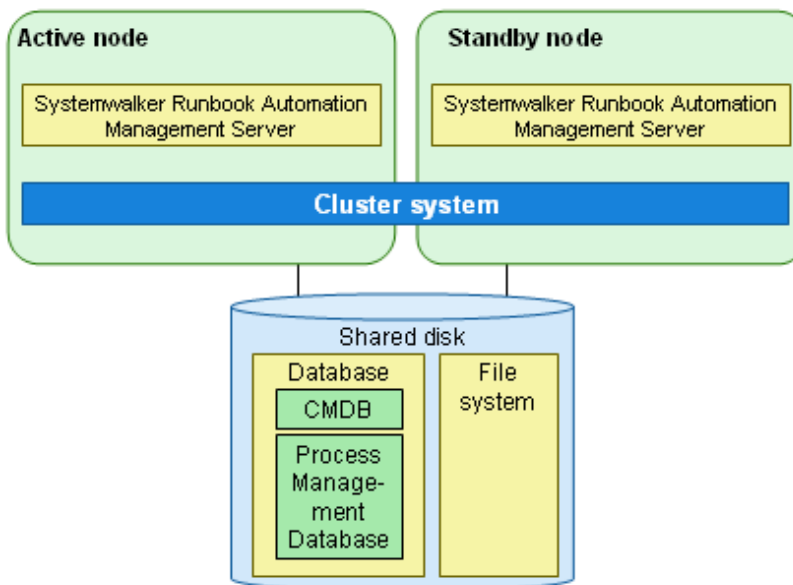 Active node
Standby node
Systemwalker Runbook Automation
Management Server
Systemwalker Runbook Automation
Management Server
Cluster system
Shared disk
Database
CMDB
Process
Manage-
ment
Database
File
system